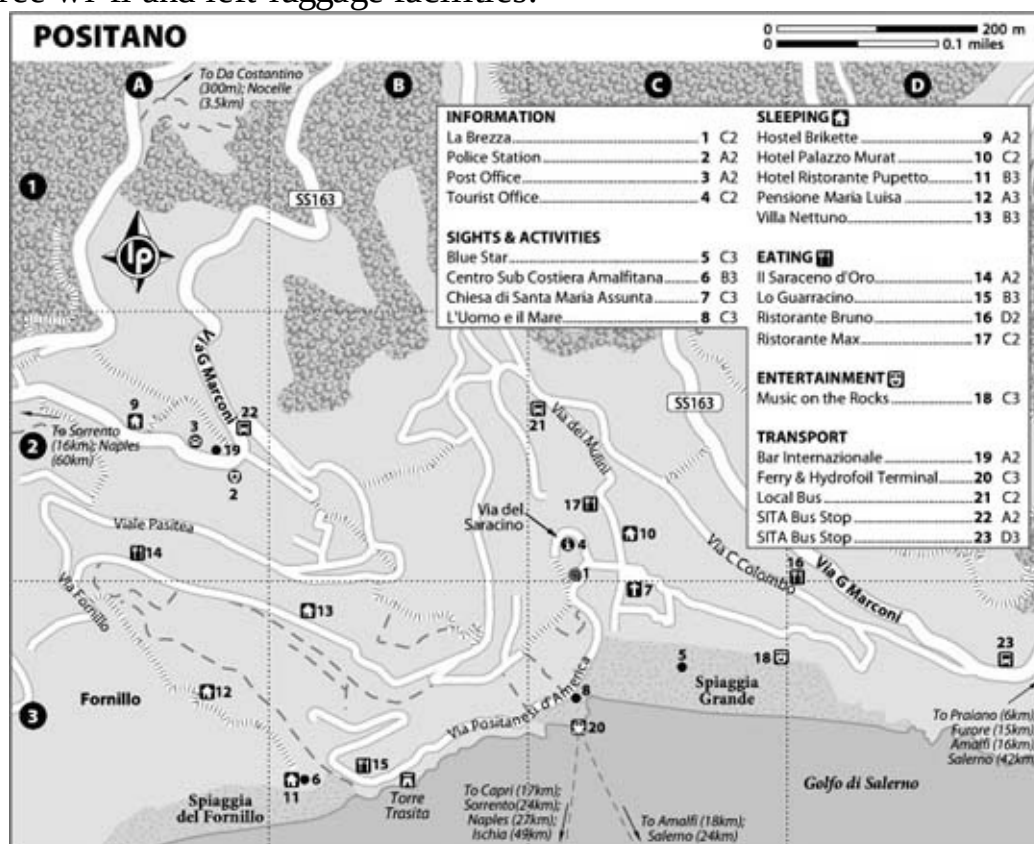 free wi-fi and left luggage facilities.
POSITANO
0 200 m
0 0.1 miles
A
B
C
D
1
2
3
To Da Costantino
(300m); Nocelle
(3.5km)
SS163
lp
INFORMATION
La Brezza 1 C2
Police Station 2 A2
Post Office 3 A2
Tourist Office 4 C2
SIGHTS & ACTIVITIES
Blue Star 5 C3
Centro Sub Costiera Amalfitana 6 B3
Chiesa di Santa Maria Assunta 7 C3
L'Uomo e il Mare 8 C3
SLEEPING
Hostel Brikette 9 A2
Hotel Palazzo Murat 10 C2
Hotel Ristorante Pupetto 11 B3
Pensione Maria Luisa 12 A3
Villa Nettuno 13 B3
EATING
Il Saraceno d'Oro 14 A2
Lo Guarracino 15 B3
Ristorante Bruno 16 D2
Ristorante Max 17 C2
ENTERTAINMENT
Music on the Rocks 18 C3
TRANSPORT
Bar Internazionale 19 A2
Ferry & Hydrofoil Terminal 20 C3
Local Bus 21 C2
SITA Bus Stop 22 A2
SITA Bus Stop 23 D3
Via G Marconi
9
3
22
19
2
To Sorrento
(16km); Naples
(60km)
21
Via dei Mulini
SS163
17
Via del
Saracino
4
10
1
7
Viale Pasitea
14
Via Fornillo
13
Via C Colombo
16
Via G Marconi
23
5
18
Spiaggia
Grande
Fornillo
12
8
Via Positanesi d'America
20
15
11
6
Spiaggia
del Fornillo
Torre
Trasita
To Capri (17km);
Sorrento(24km);
Naples (27km);
Ischia (49km)
To Amalfi (18km);
Salerno (24km)
Golfo di Salerno
To Praiano (6km)
Furore (15km)
Amalfi (16km)
Salerno (42km)